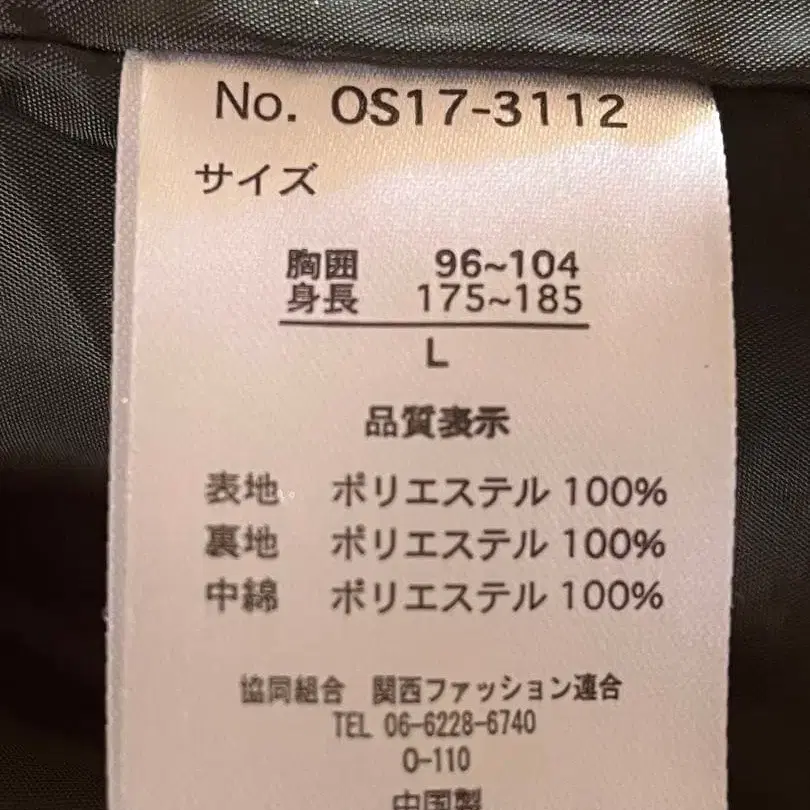 No. OS17-3112
サイズ
胸囲 96~104
身長 175~185
L
品質表示
表地 ポリエステル 100%
裏地 ポリエステル 100%
中綿 ポリエステル 100%
協同組合 関西ファッション連合
TEL 06-6228-6740
O-110
中国製